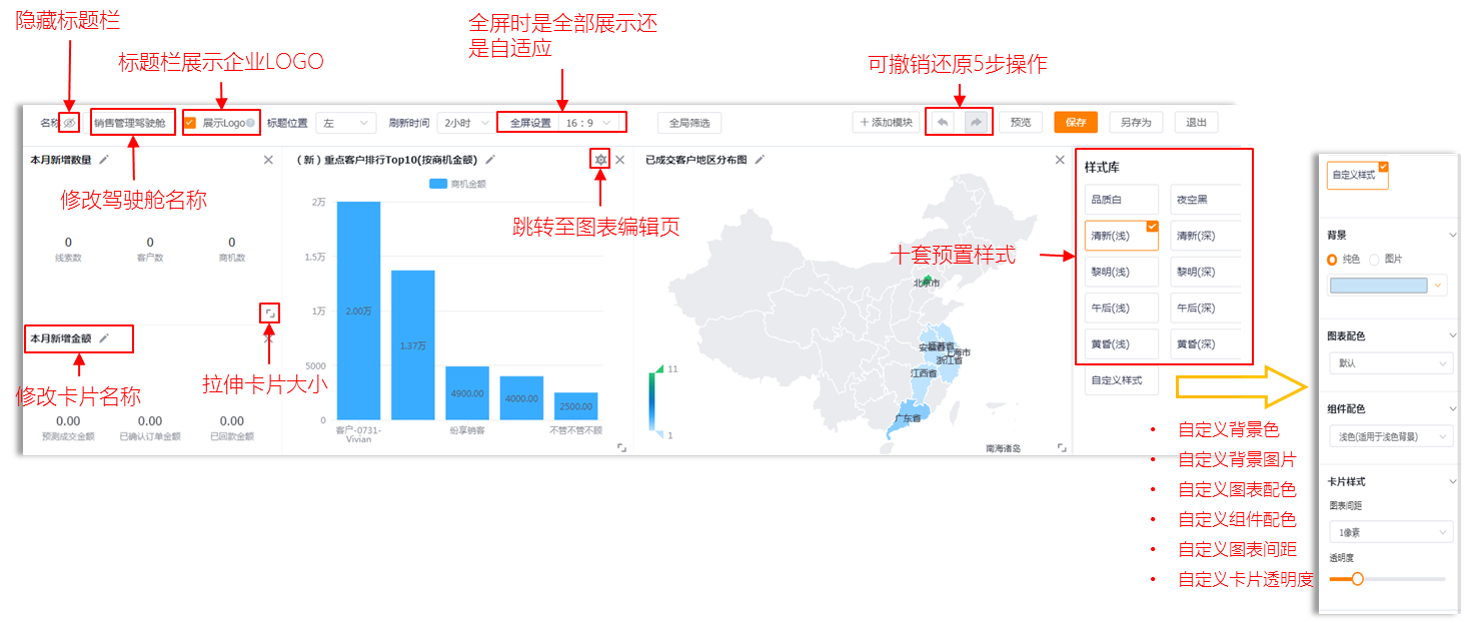 隐藏标题栏
标题栏展示企业LOGO
全屏时是全部展示还
是自适应
可撤销还原5步操作
名称 销售管理驾驶舱 展示Logo 标题位置 左 刷新时间 2小时 全屏设置 16：9 全局筛选 添加模块 预览 保存 另存为 退出
本月新增数量
修改驾驶舱名称
0 0 0
线索数 客户数 商机数
本月新增金额
修改卡片名称
拉伸卡片大小
0.00 0.00 0.00
预测成交金额 已确认订单金额 已回款金额
（新）重点客户排行Top10(按商机金额)
商机金额
跳转至图表编辑页
2万
1.5万
1万
5000
0
2.00万
1.37万
4900.00
4000.00
2500.00
客户-0731-
Vivian
纷享销客
不管不管不顾
已成交客户地区分布图
北京市
安徽省
江苏省
上海市
浙江省
江西省
广东省
南海诸岛
11
1
十套预置样式
样式库
品质白 夜空黑
清新(浅) 清新(深)
黎明(浅) 黎明(深)
午后(浅) 午后(深)
黄昏(浅) 黄昏(深)
自定义样式
• 自定义背景色
• 自定义背景图片
• 自定义图表配色
• 自定义组件配色
• 自定义图表间距
• 自定义卡片透明度
自定义样式
背景
纯色 图片
图表配色
默认
组件配色
浅色(适用于浅色背景)
卡片样式
图表间距
1像素
透明度